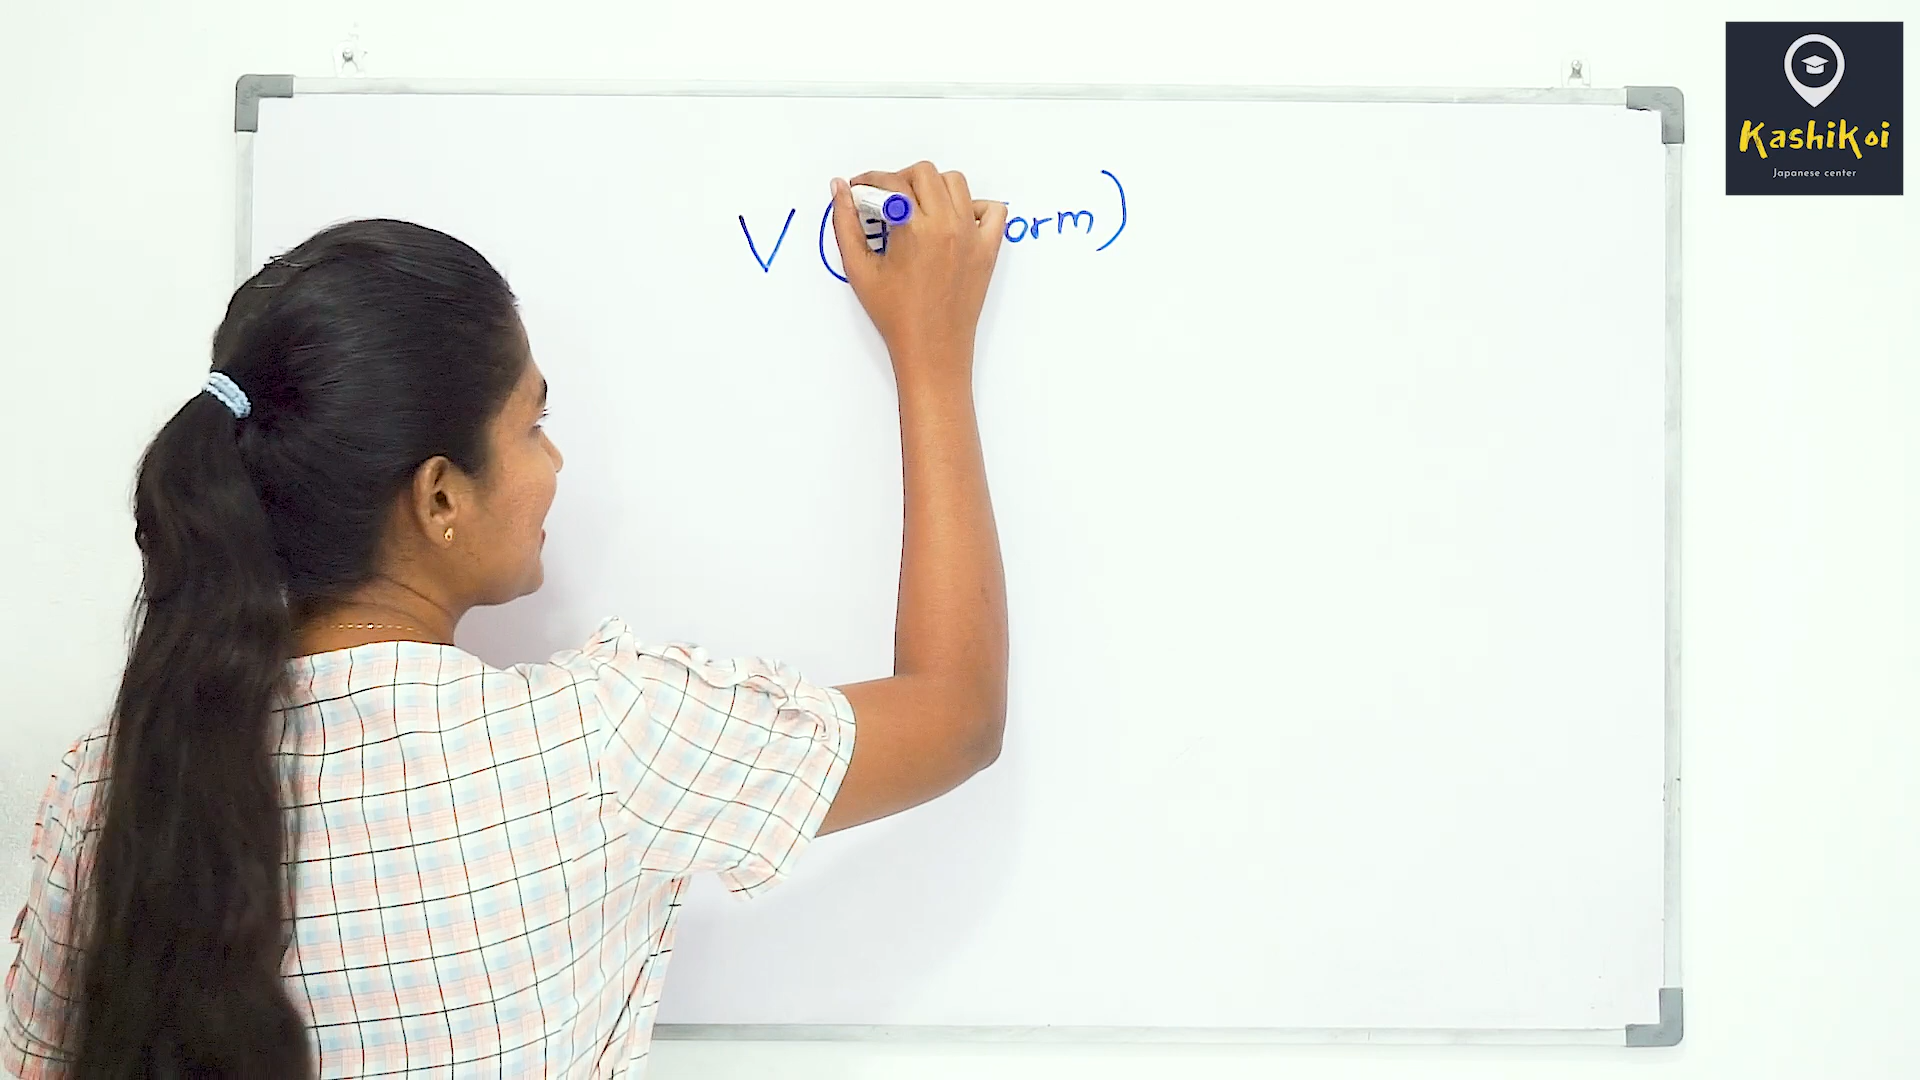 V ( orm)
Kashikoi
Japanese center